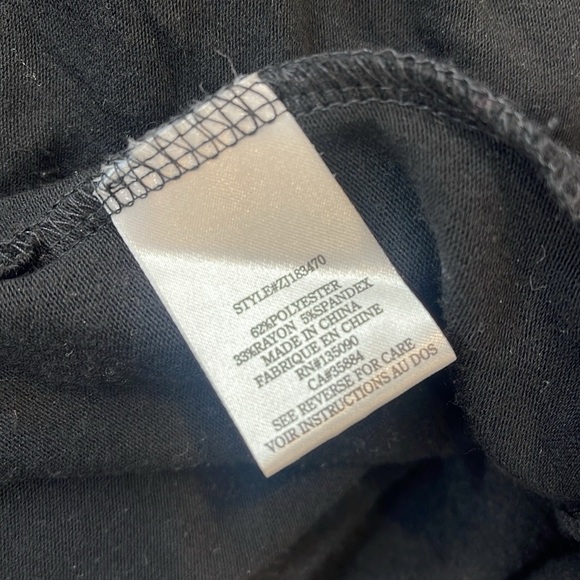 STYLE#ZJ183470
62%POLYESTER
33%RAYON 5%SPANDEX
MADE IN CHINA
FABRIQUE EN CHINE
RN#135090
CA#35884
SEE REVERSE FOR CARE
VOIR INSTRUCTIONS AU DOS